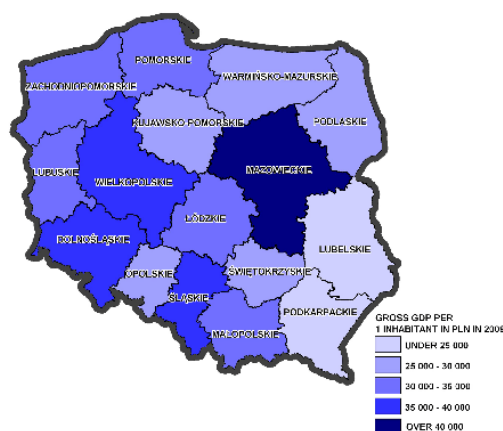 POMORSKIE
WARMIŃSKO-MAZURSKIE
ZACHODNIOPOMORSKIE
KUJAWSKO-POMORSKIE
PODLASKIE
LUBUSKIE
WIELKOPOLSKIE
MAZOWIECKIE
ŁÓDZKIE
DOLNOŚLĄSKIE
LUBELSKIE
OPOLSKIE
ŚLĄSKIE
ŚWIĘTOKRZYSKIE
MAŁOPOLSKIE
PODKARPACKIE
GROSS GDP PER
1 INHABITANT IN PLN IN 2008
UNDER 25 000
25 000 - 30 000
30 000 - 35 000
35 000 - 40 000
OVER 40 000